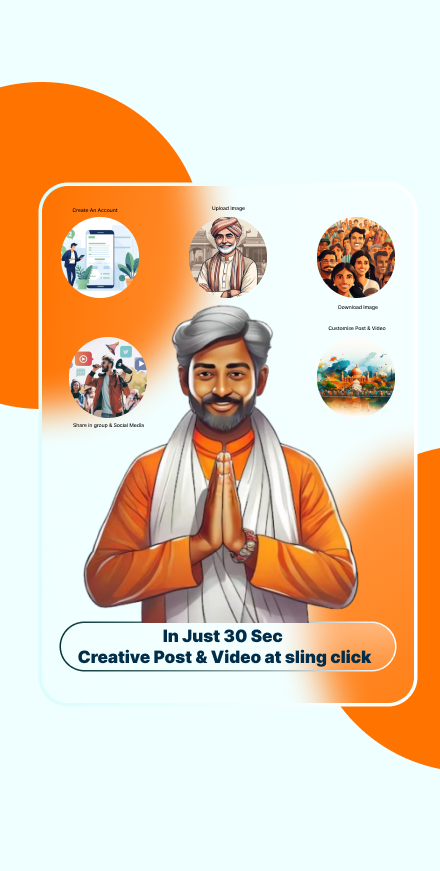 Create An Account
Upload Image
Download Image
Customise Post & Video
Share in group & Social Media
In Just 30 Sec
Creative Post & Video at sling click